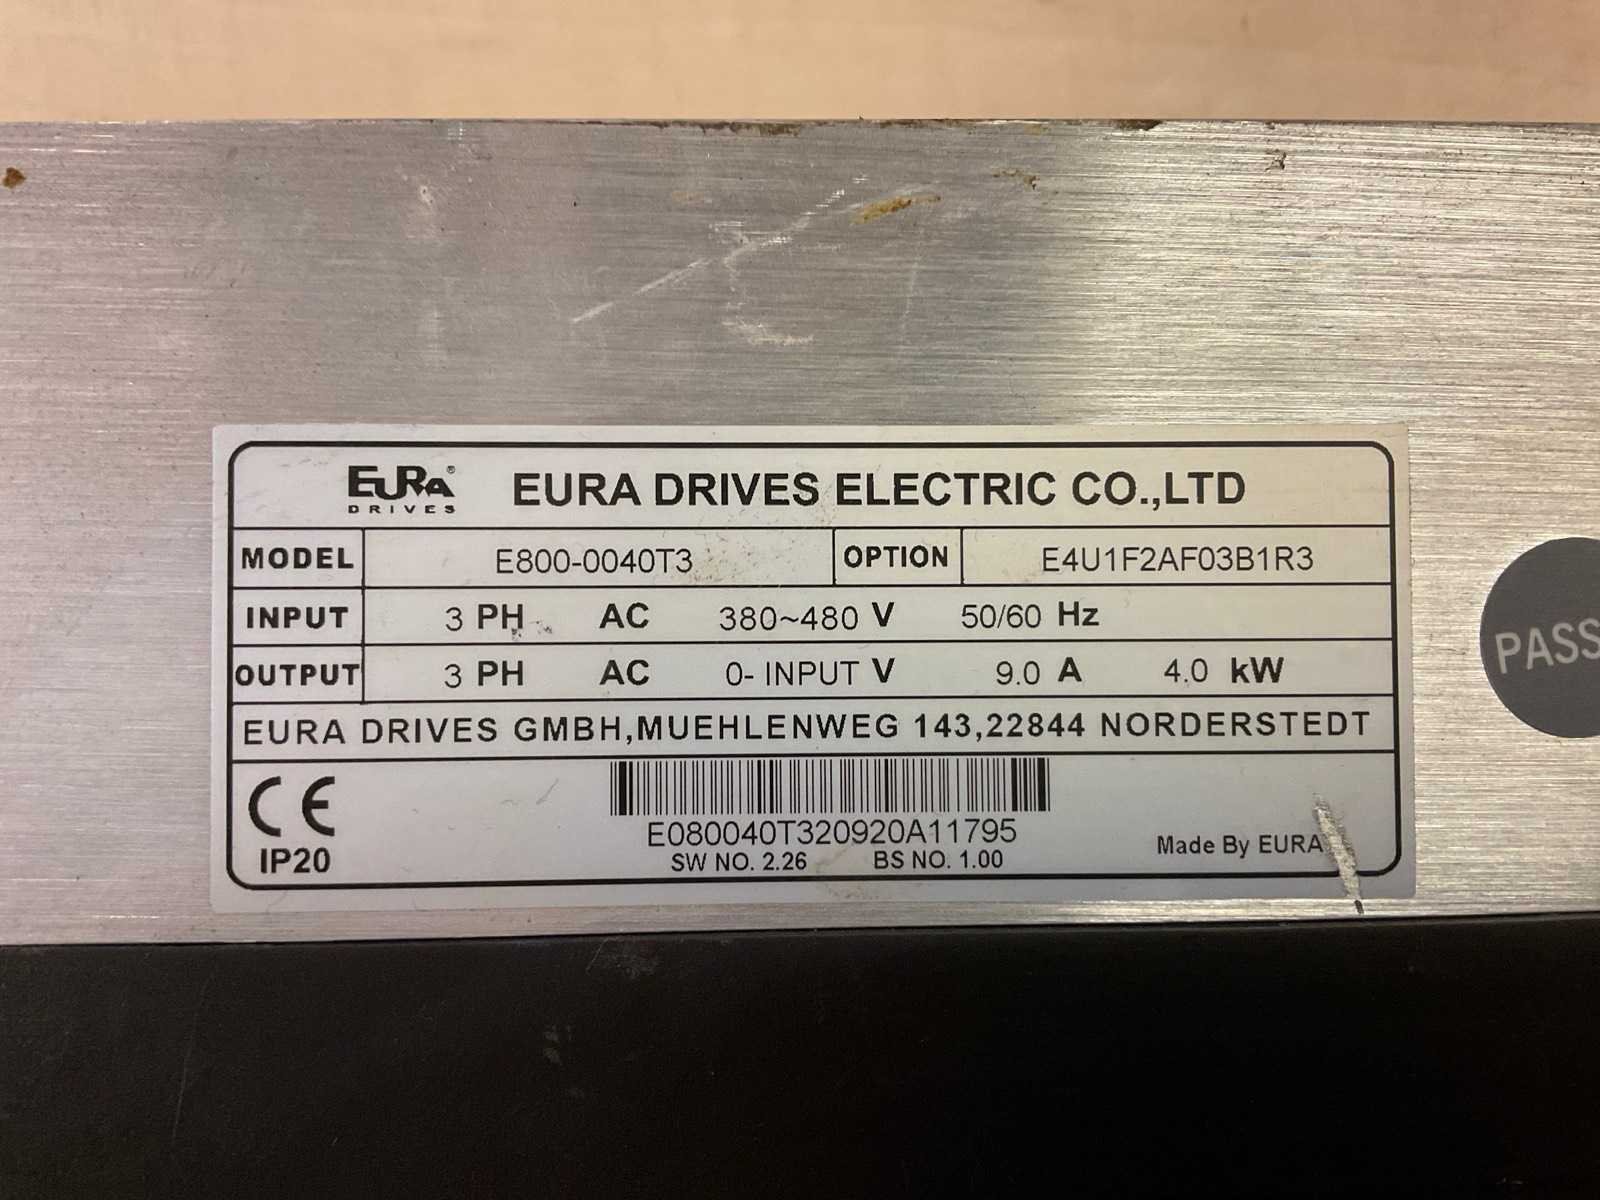 EURA® DRIVES EURA DRIVES ELECTRIC CO.,LTD
MODEL E800-0040T3 OPTION E4U1F2AF03B1R3
INPUT 3 PH AC 380~480 V 50/60 Hz
OUTPUT 3 PH AC 0- INPUT V 9.0 A 4.0 kW
EURA DRIVES GMBH,MUEHLENWEG 143,22844 NORDERSTEDT
CE
IP20
E080040T320920A11795
SW NO. 2.26 BS NO. 1.00
Made By EURA
PASS